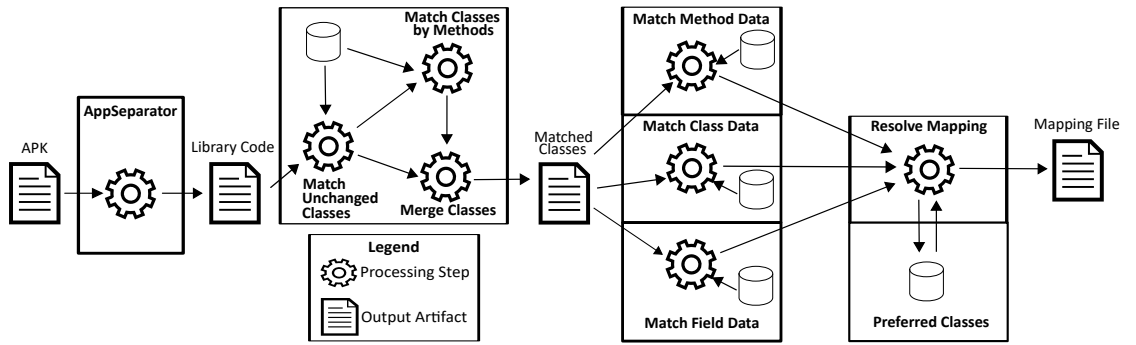 APK
AppSeparator
Library Code
Match Classes
by Methods
Match
Unchanged
Classes
Merge Classes
Legend
Processing Step
Output Artifact
Matched
Classes
Match Method Data
Match Class Data
Match Field Data
Resolve Mapping
Preferred Classes
Mapping File